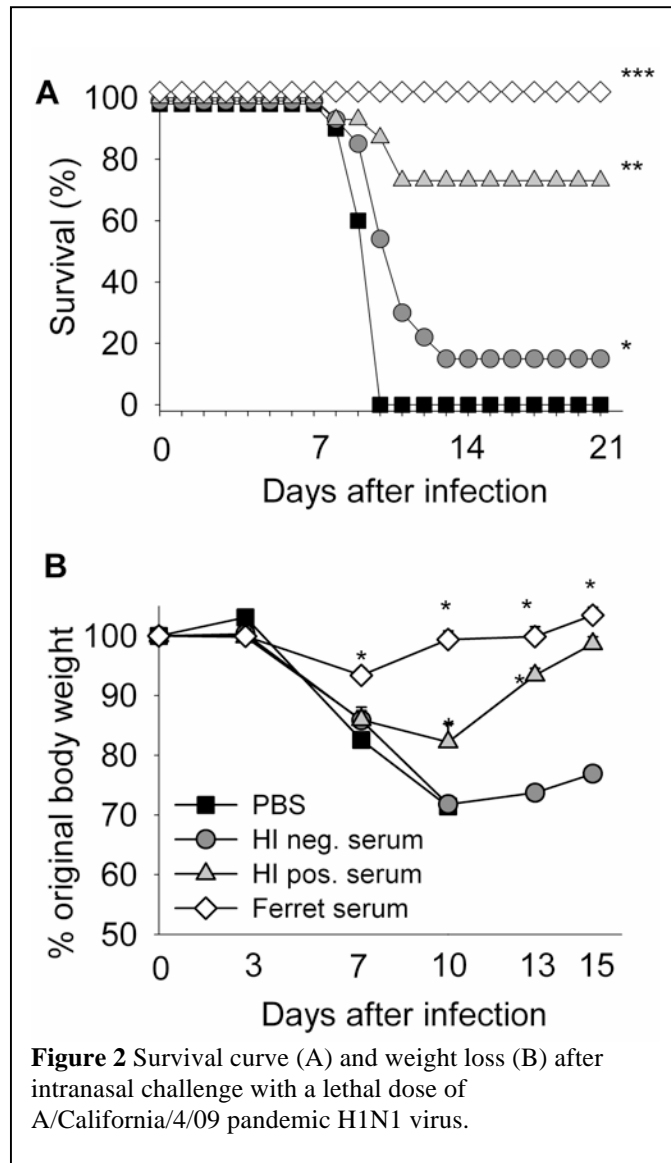 A
***
100
**
80
60
40
20
*
0
Survival (%)
0 7 14 21
Days after infection
B
* * * *
100
*
90
*
80
70
60
50
% original body weight
PBS
HI neg. serum
HI pos. serum
Ferret serum
0 3 7 10 13 15
Days after infection
Figure 2 Survival curve (A) and weight loss (B) after
intranasal challenge with a lethal dose of
A/California/4/09 pandemic H1N1 virus.